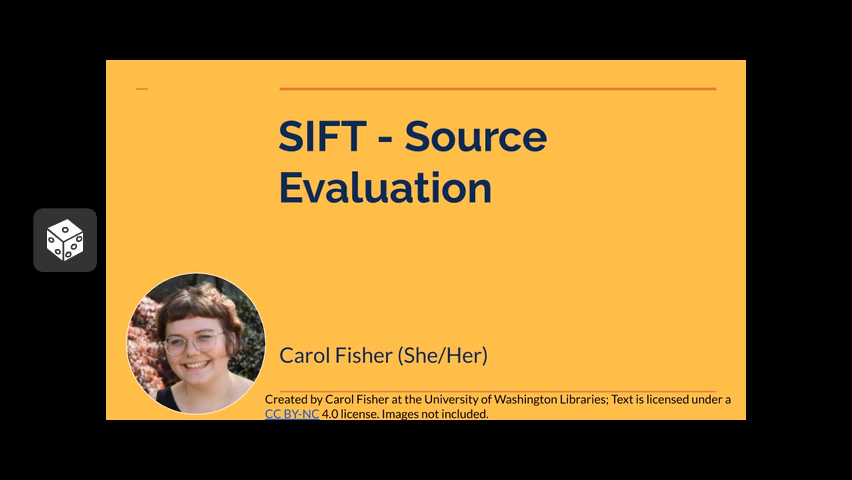 SIFT - Source
Evaluation
Carol Fisher (She/Her)
Created by Carol Fisher at the University of Washington Libraries; Text is licensed under a
CC BY-NC 4.0 license. Images not included.